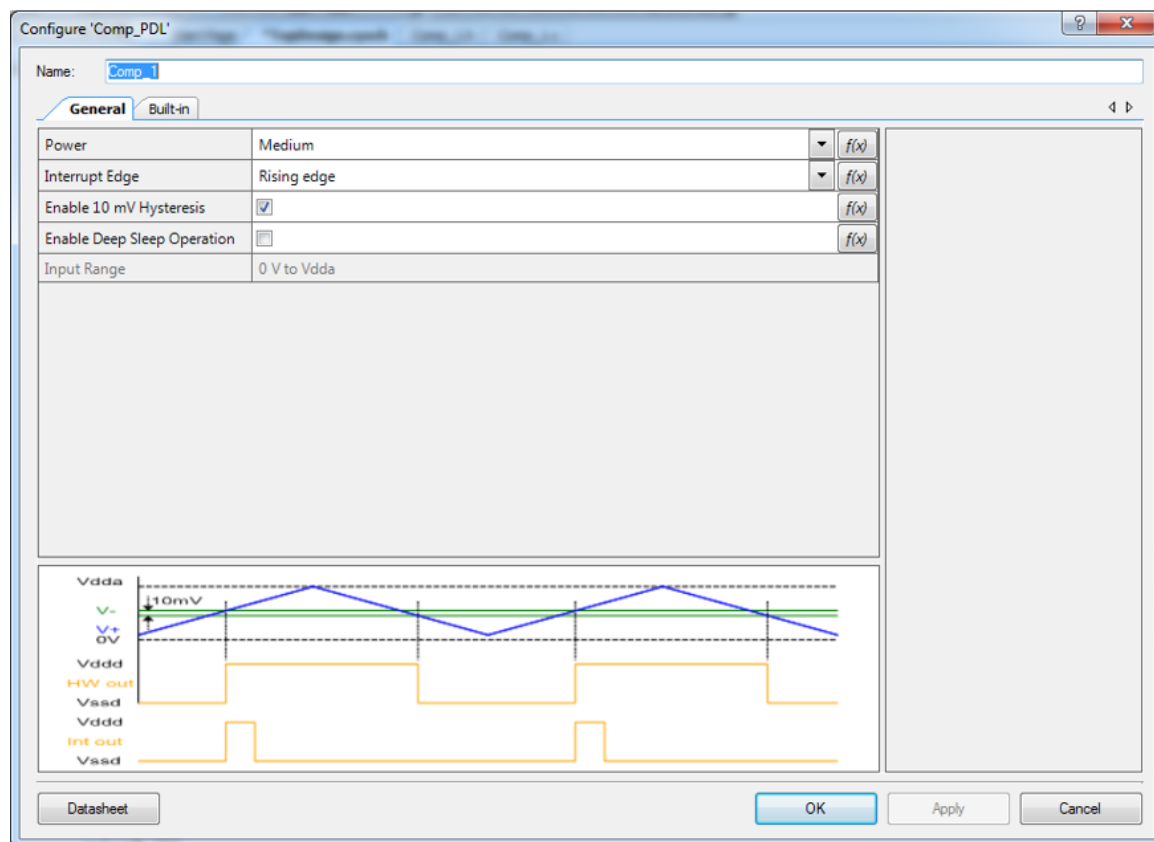 Configure 'Comp_PDL'
Name: Comp_1
General Built-in
Power Medium f(x)
Interrupt Edge Rising edge f(x)
Enable 10 mV Hysteresis f(x)
Enable Deep Sleep Operation f(x)
Input Range 0 V to Vdda
Vdda
10mV
V-
V+
0V
Vddd
HW out
Vssd
Vddd
Int out
Vssd
Datasheet OK Apply Cancel